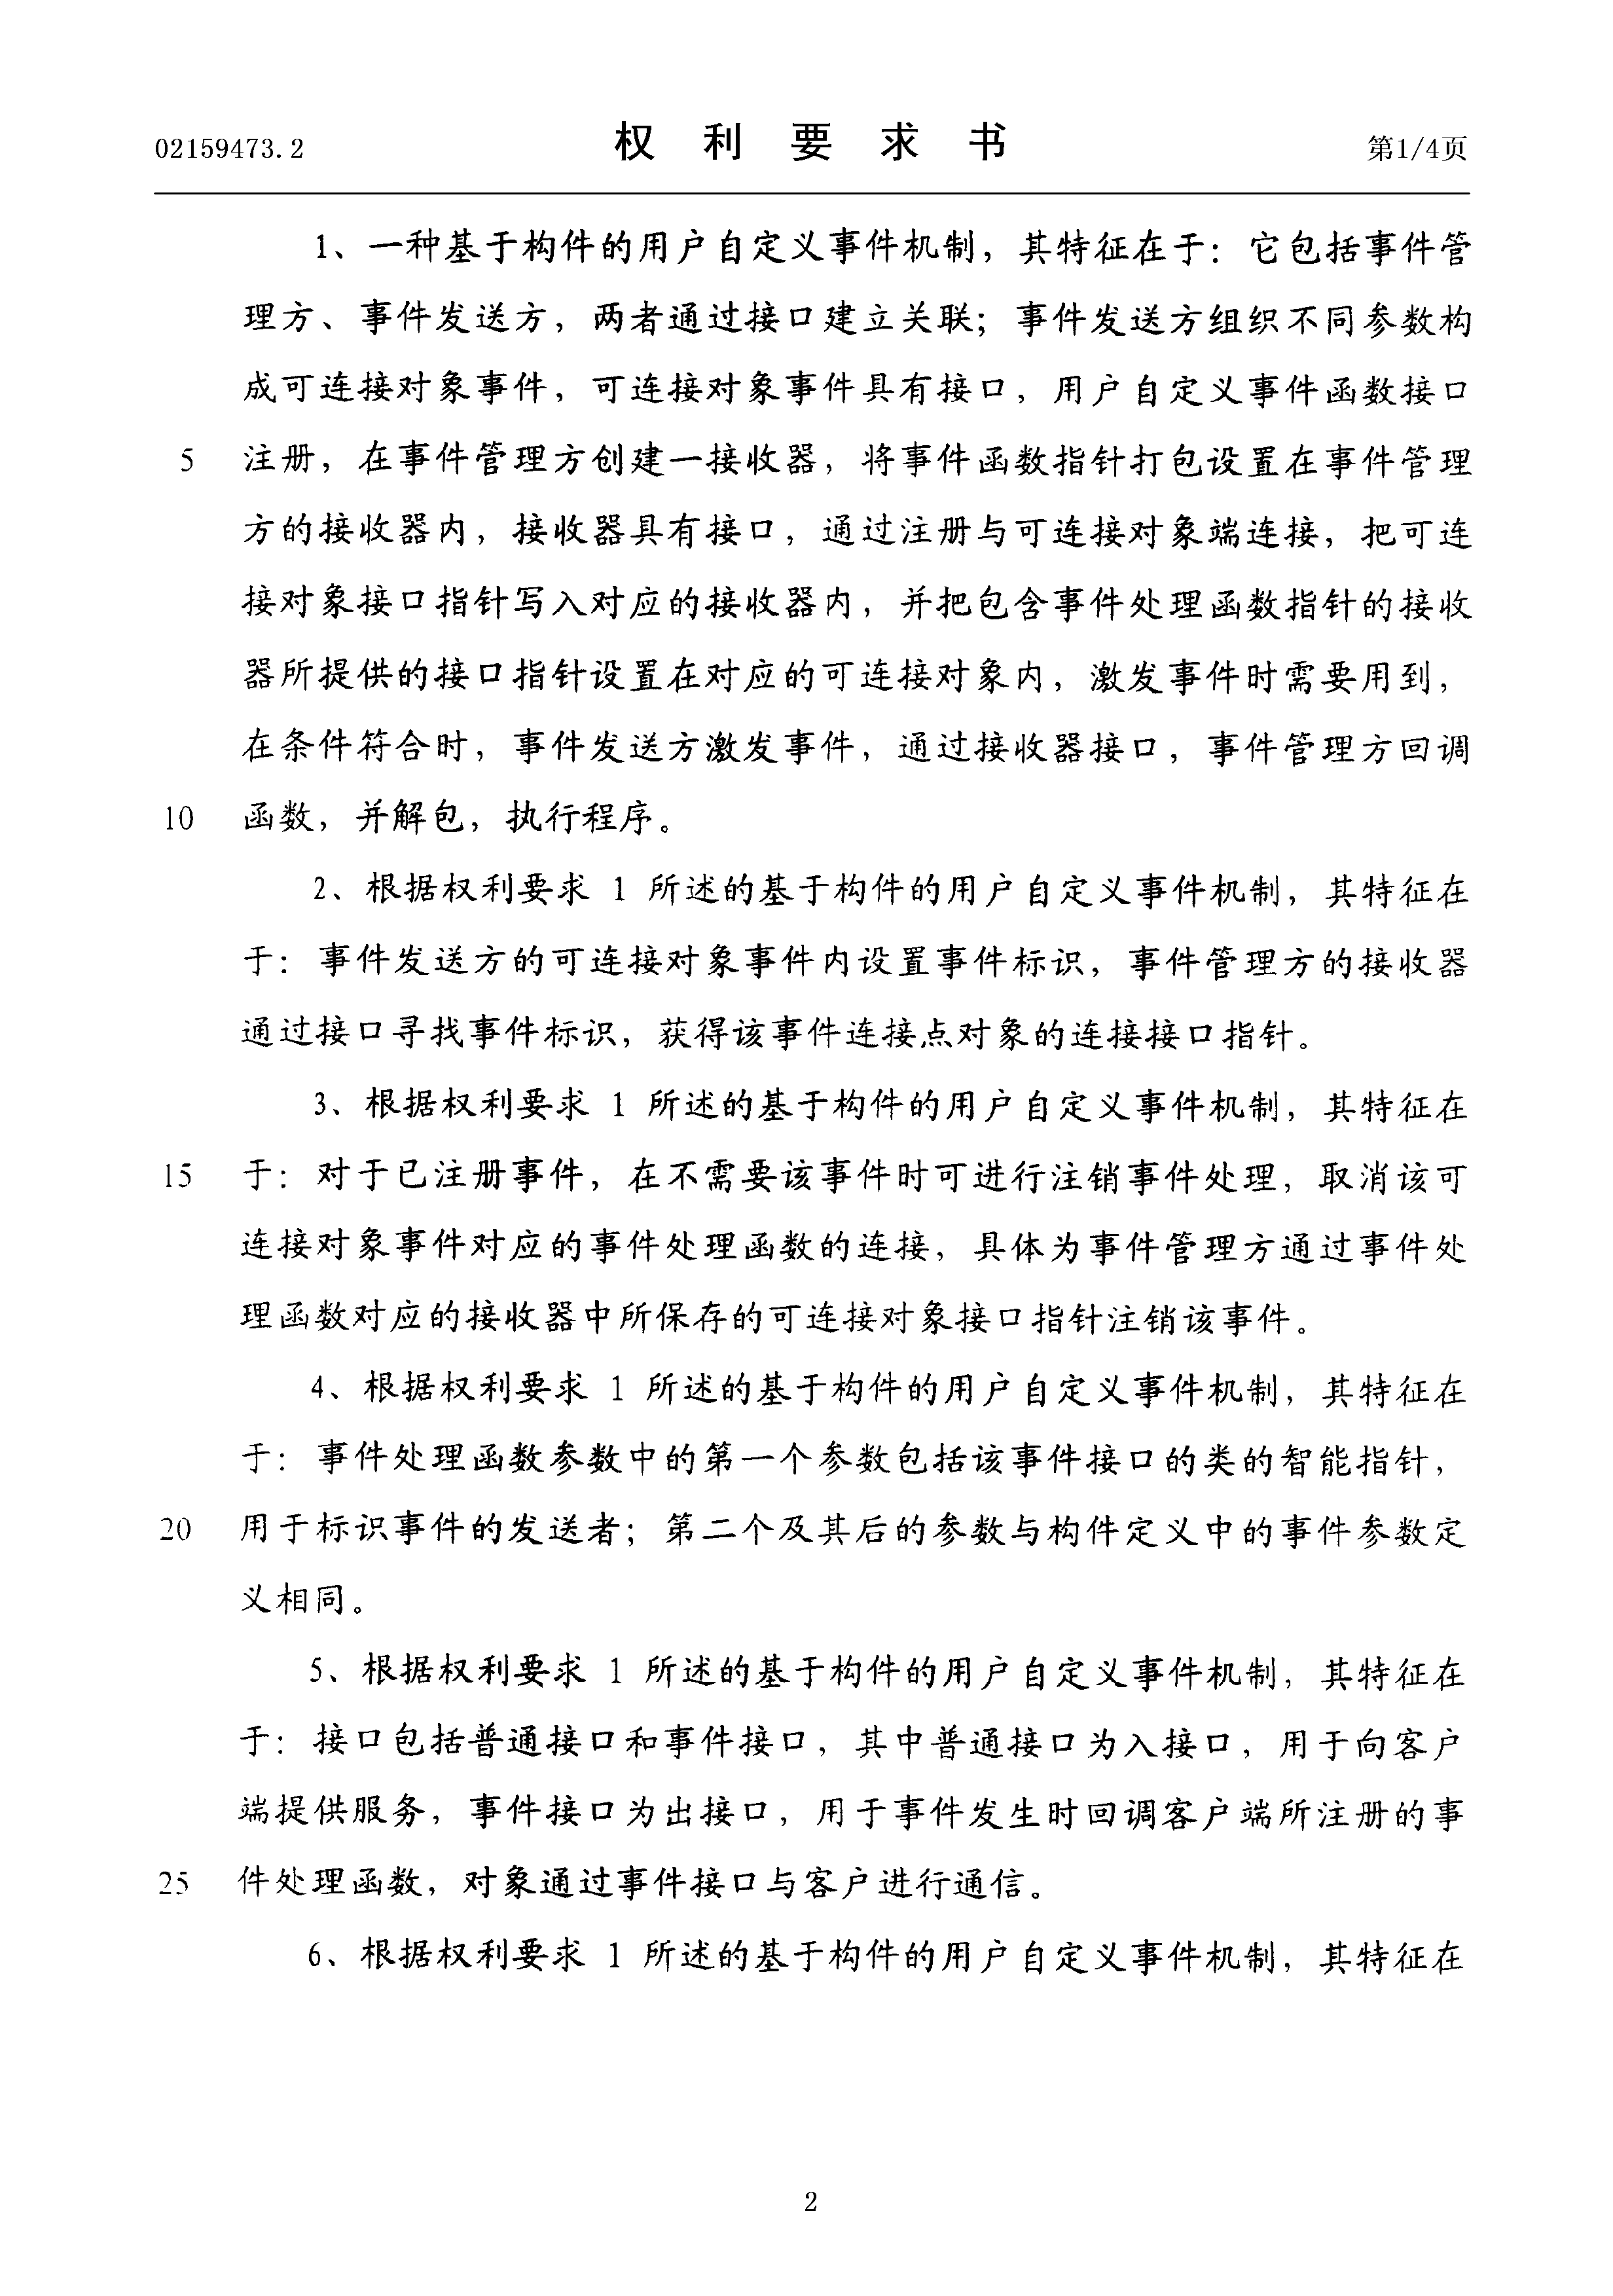 02159473.2 权利要求书 第1/4页
1、一种基于构件的用户自定义事件机制，其特征在于：它包括事件管
理方、事件发送方，两者通过接口建立关联；事件发送方组织不同参数构
成可连接对象事件，可连接对象事件具有接口，用户自定义事件函数接口
5 注册，在事件管理方创建一接收器，将事件函数指针打包设置在事件管理
方的接收器内，接收器具有接口，通过注册与可连接对象端连接，把可连
接对象接口指针写入对应的接收器内，并把包含事件处理函数指针的接收
器所提供的接口指针设置在对应的可连接对象内，激发事件时需要用到，
在条件符合时，事件发送方激发事件，通过接收器接口，事件管理方回调
10 函数，并解包，执行程序。
2、根据权利要求 1 所述的基于构件的用户自定义事件机制，其特征在
于：事件发送方的可连接对象事件内设置事件标识，事件管理方的接收器
通过接口寻找事件标识，获得该事件连接点对象的连接接口指针。
3、根据权利要求 1 所述的基于构件的用户自定义事件机制，其特征在
15 于：对于已注册事件，在不需要该事件时可进行注销事件处理，取消该可
连接对象事件对应的事件处理函数的连接，具体为事件管理方通过事件处
理函数对应的接收器中所保存的可连接对象接口指针注销该事件。
4、根据权利要求 1 所述的基于构件的用户自定义事件机制，其特征在
于：事件处理函数参数中的第一个参数包括该事件接口的类的智能指针，
20 用于标识事件的发送者；第二个及其后的参数与构件定义中的事件参数定
义相同。
5、根据权利要求 1 所述的基于构件的用户自定义事件机制，其特征在
于：接口包括普通接口和事件接口，其中普通接口为入接口，用于向客户
端提供服务，事件接口为出接口，用于事件发生时回调客户端所注册的事
25 件处理函数，对象通过事件接口与客户进行通信。
6、根据权利要求 1 所述的基于构件的用户自定义事件机制，其特征在
2